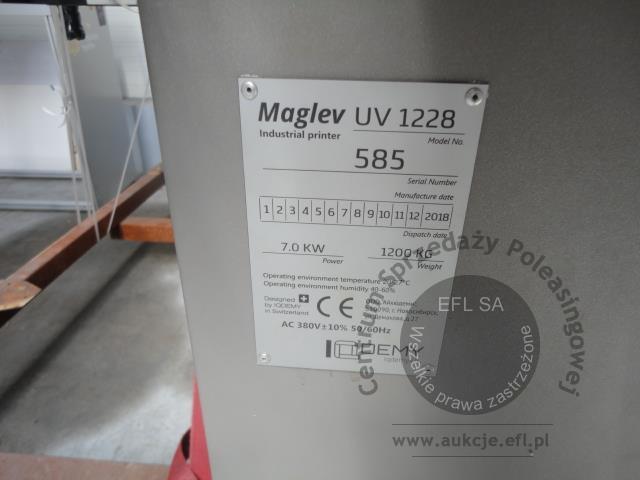 Maglev UV 1228
Industrial printer
Model No.
585
Serial Number
Manufacture date
1 2 3 4 5 6 7 8 9 10 11 12 2018
Dispatch date
7.0 KW 1200 KG
Power Weight
Operating environment temperature
Operating environment humidity 40-60%
Designed
by IQDEMY
in Switzerland
CE
г. Новосибирск,
AC 380V±10% 50/60Hz
IQDEMY
Centrum Sprzedaży Poleasingowej
EFL SA
Wszelkie prawa zastrzeżone
www.aukcje.efl.pl